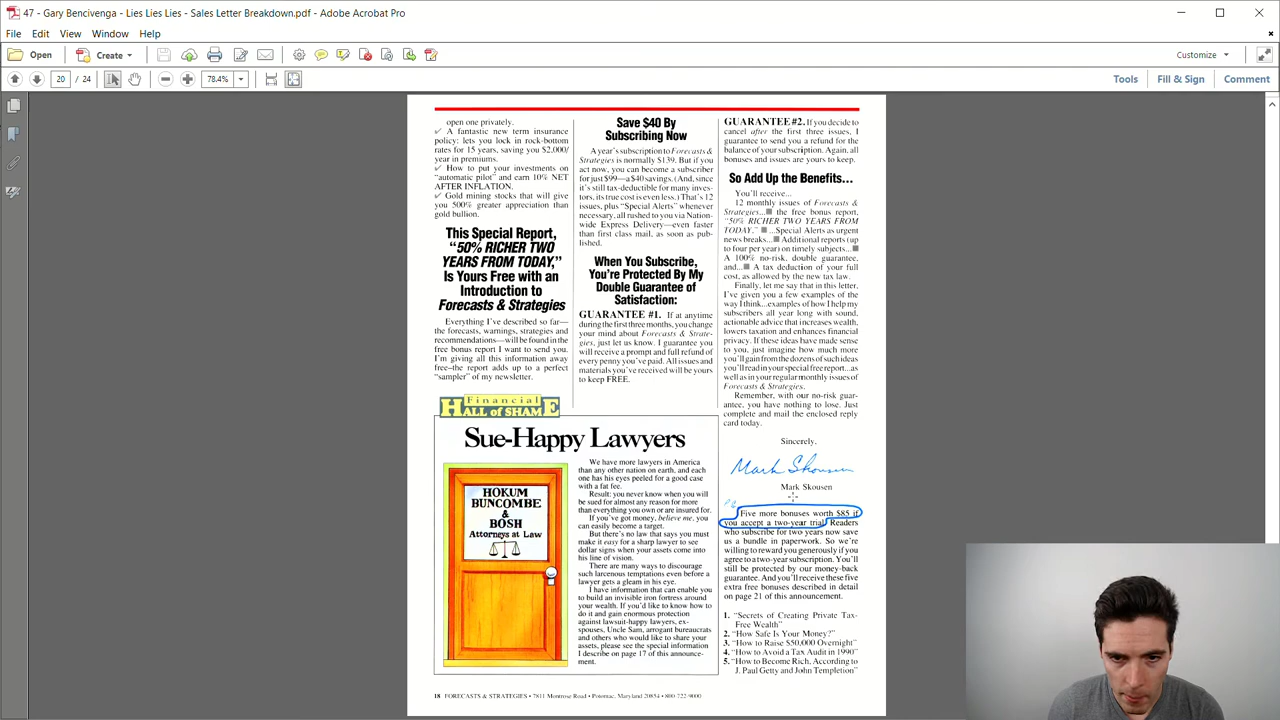 47 - Gary Bencivenga - Lies Lies Lies - Sales Letter Breakdown.pdf - Adobe Acrobat Pro
File Edit View Window Help
Open Create Customize
20 / 24 78.4% Tools Fill & Sign Comment
open one privately.
✓ A fantastic new term insurance
policy: lets you lock in rock-bottom
rates for 15 years, saving you $2,000/
year in premiums.
✓ How to put your investments on
"automatic pilot" and earn 10% NET
AFTER INFLATION.
✓ Gold mining stocks that will give
you 500% greater appreciation than
gold bullion.
This Special Report,
"50% RICHER TWO
YEARS FROM TODAY,"
Is Yours Free with an
Introduction to
Forecasts & Strategies
Everything I've described so far—
the forecasts, warnings, strategies and
recommendations—will be found in the
free bonus report I want to send you.
I'm giving all this information away
free–the report adds up to a perfect
"sampler" of my newsletter.
Save $40 By
Subscribing Now
A year's subscription to Forecasts &
Strategies is normally $139. But if you
act now, you can become a subscriber
for just $99—a $40 savings. (And, since
it's still tax-deductible for many inves-
tors, its true cost is even less.) That's 12
issues, plus "Special Alerts" whenever
necessary, all rushed to you via Nation-
wide Express Delivery—even faster
than first class mail, as soon as pub-
lished.
When You Subscribe,
You're Protected By My
Double Guarantee of
Satisfaction:
GUARANTEE #1. If at anytime
during the first three months, you change
your mind about Forecasts & Strate-
gies, just let us know. I guarantee you
will receive a prompt and full refund of
every penny you've paid. All issues and
materials you've received will be yours
to keep FREE.
GUARANTEE #2. If you decide to
cancel after the first three issues, I
guarantee to send you a refund for the
balance of your subscription. Again, all
bonuses and issues are yours to keep.
So Add Up the Benefits...
You'll receive...
12 monthly issues of Forecasts &
Strategies...■ the free bonus report,
"50% RICHER TWO YEARS FROM
TODAY." ■ ...Special Alerts as urgent
news breaks...■ Additional reports (up
to four per year) on timely subjects...■
A 100% no-risk, double guarantee,
and...■ A tax deduction of your full
cost, as allowed by the new tax law.
Finally, let me say that in this letter,
I've given you a few examples of the
way I think...examples of how I help my
subscribers all year long with sound,
actionable advice that increases wealth,
lowers taxation and enhances financial
privacy. If these ideas have made sense
to you, just imagine how much more
you'll gain from the dozens of such ideas
you'll read in your special free report...as
well as in your regular monthly issues of
Forecasts & Strategies.
Remember, with our no-risk guar-
antee, you have nothing to lose. Just
complete and mail the enclosed reply
card today.
Sincerely,
Mark Skousen
Mark Skousen
P.S.
Five more bonuses worth $85 if
you accept a two-year trial. Readers
who subscribe for two years now save
us a bundle in paperwork. So we're
willing to reward you generously if you
agree to a two-year subscription. You'll
still be protected by our money-back
guarantee. And you'll receive these five
extra free bonuses described in detail
on page 21 of this announcement.
1. "Secrets of Creating Private Tax-
Free Wealth"
2. "How Safe Is Your Money?"
3. "How to Raise $50,000 Overnight"
4. "How to Avoid a Tax Audit in 1990"
5. "How to Become Rich, According to
J. Paul Getty and John Templetion"
Financial
HALL of SHAME
Sue-Happy Lawyers
HOKUM
BUNCOMBE
&
BOSH
Attorneys at Law
We have more lawyers in America
than any other nation on earth, and each
one has his eyes peeled for a good case
with a fat fee.
Result: you never know when you will
be sued for almost any reason for more
than everything you own or are insured for.
If you've got money, believe me, you
can easily become a target.
But there's no law that says you must
make it easy for a sharp lawyer to see
dollar signs when your assets come into
his line of vision.
There are many ways to discourage
such larcenous temptations even before a
lawyer gets a gleam in his eye.
I have information that can enable you
to build an invisible iron fortress around
your wealth. If you'd like to know how to
do it and gain enormous protection
against lawsuit-happy lawyers, ex-
spouses, Uncle Sam, arrogant bureaucrats
and others who would like to share your
assets, please see the special information
I describe on page 17 of this announce-
ment.
18 FORECASTS & STRATEGIES • 7811 Montrose Road • Potomac, Maryland 20854 • 800-722-9000